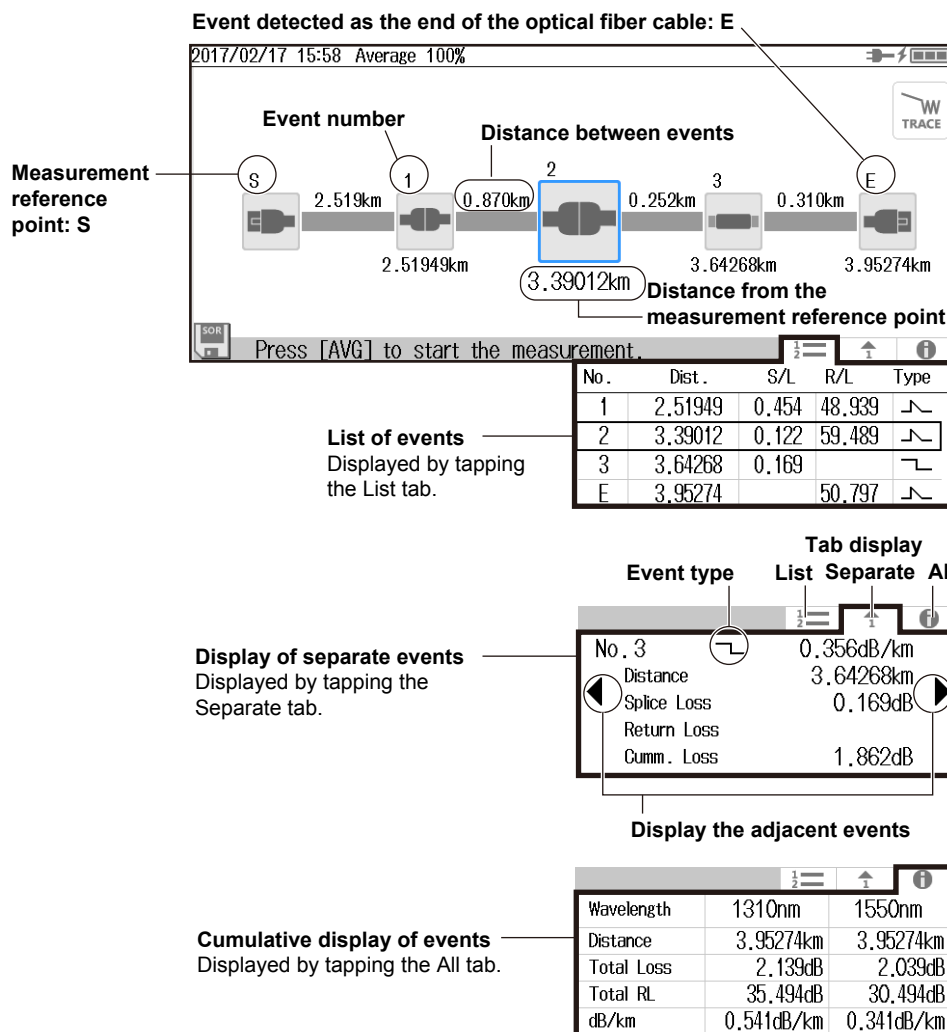 Event detected as the end of the optical fiber cable: E
2017/02/17 15:58 Average 100%
TRACE
Event number
Distance between events
Measurement
reference
point: S
S
1
2
3
E
2.519km
0.870km
0.252km
0.310km
2.51949km
3.39012km
3.64268km
3.95274km
Distance from the
measurement reference point
SOR
Press [AVG] to start the measurement.
No. Dist. S/L R/L Type
1 2.51949 0.454 48.939
2 3.39012 0.122 59.489
3 3.64268 0.169
E 3.95274 50.797
List of events
Displayed by tapping
the List tab.
Tab display
Event type List Separate Al
No.3 0.356dB/km
Distance 3.64268km
Splice Loss 0.169dB
Return Loss
Cumm. Loss 1.862dB
Display of separate events
Displayed by tapping the
Separate tab.
Display the adjacent events
Wavelength 1310nm 1550nm
Distance 3.95274km 3.95274km
Total Loss 2.139dB 2.039dB
Total RL 35.494dB 30.494dB
dB/km 0.541dB/km 0.341dB/km
Cumulative display of events
Displayed by tapping the All tab.